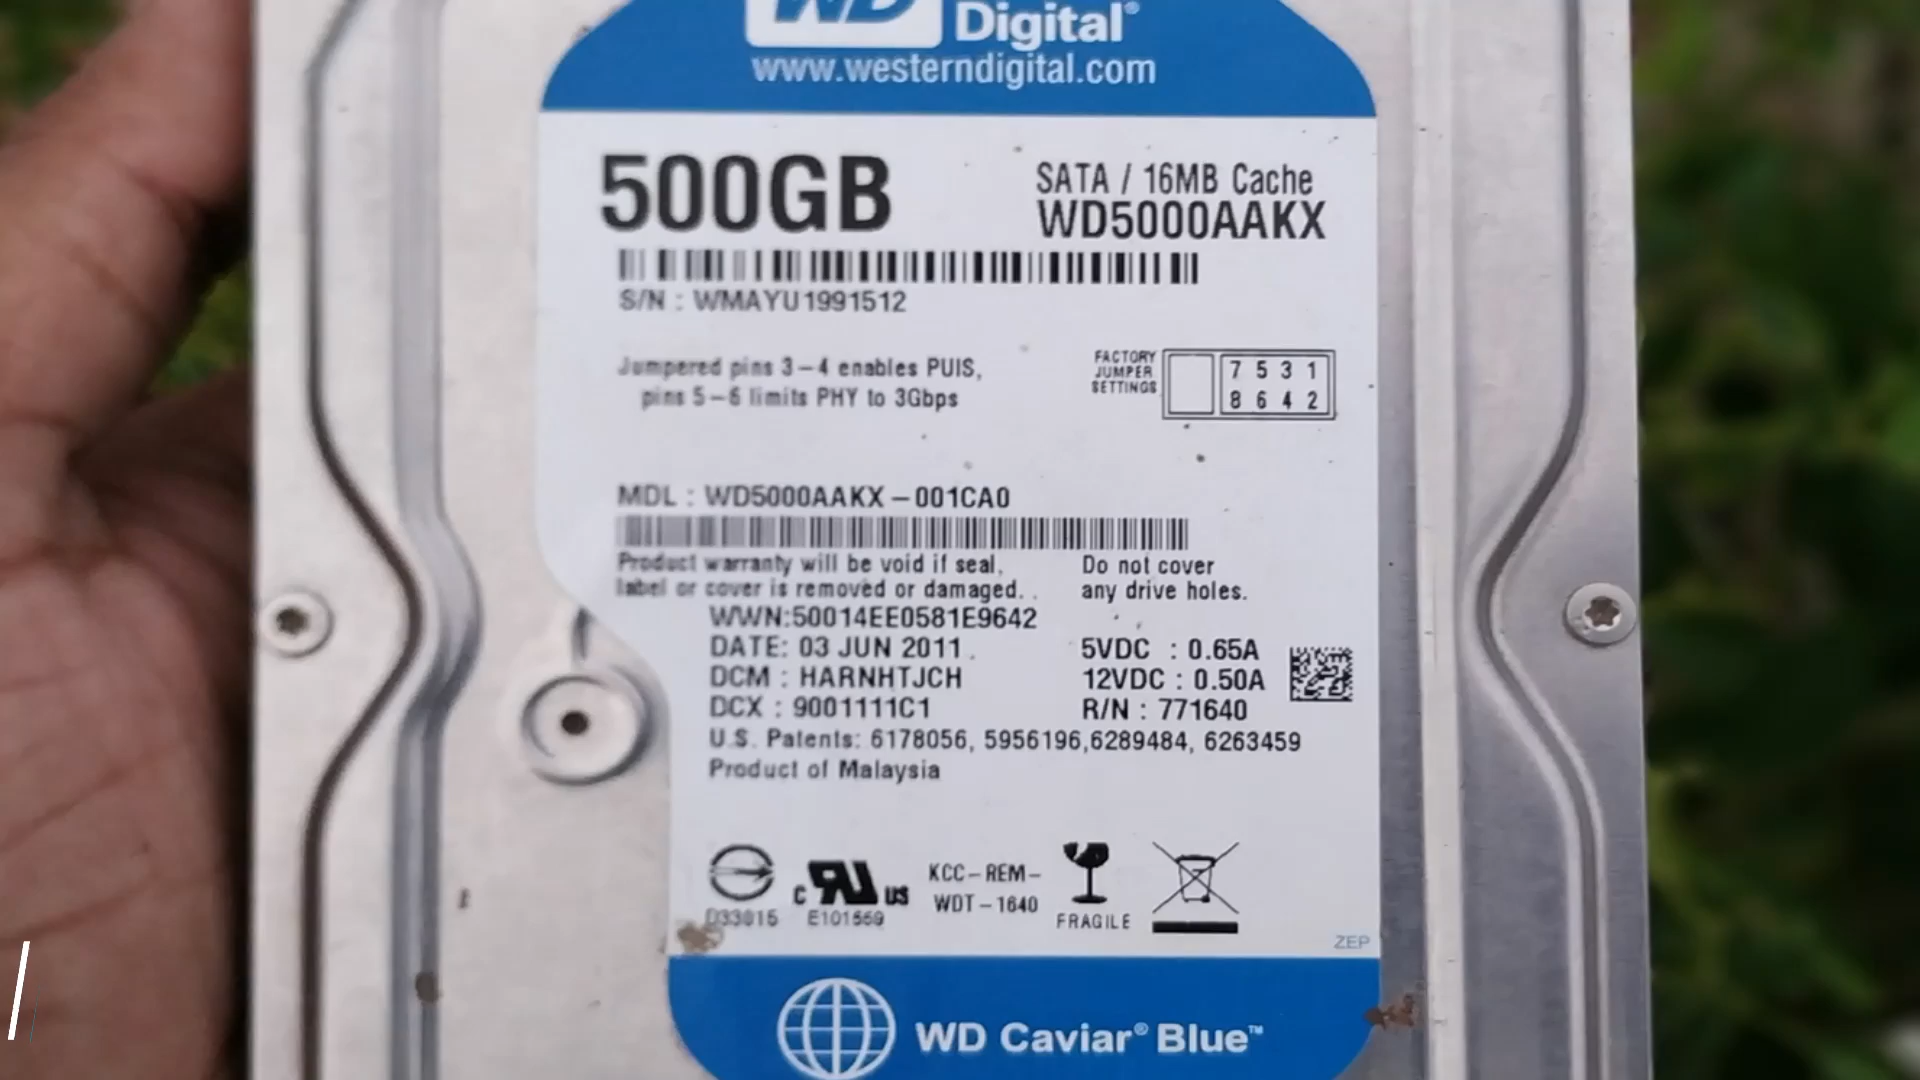 WD Digital®
www.westerndigital.com
500GB
SATA / 16MB Cache
WD5000AAKX
S/N : WMAYU1991512
Jumpered pins 3-4 enables PUIS,
pins 5-6 limits PHY to 3Gbps
FACTORY
JUMPER
SETTINGS
7 5 3 1
8 6 4 2
MDL : WD5000AAKX-001CA0
Product warranty will be void if seal,
label or cover is removed or damaged.
Do not cover
any drive holes.
WWN:50014EE0581E9642
DATE: 03 JUN 2011
DCM : HARNHTJCH
DCX : 9001111C1
5VDC : 0.65A
12VDC : 0.50A
R/N : 771640
U.S. Patents: 6178056, 5956196,6289484, 6263459
Product of Malaysia
D33015
C RU US
E101559
KCC-REM-
WDT-1640
FRAGILE
ZEP
WD Caviar® Blue™